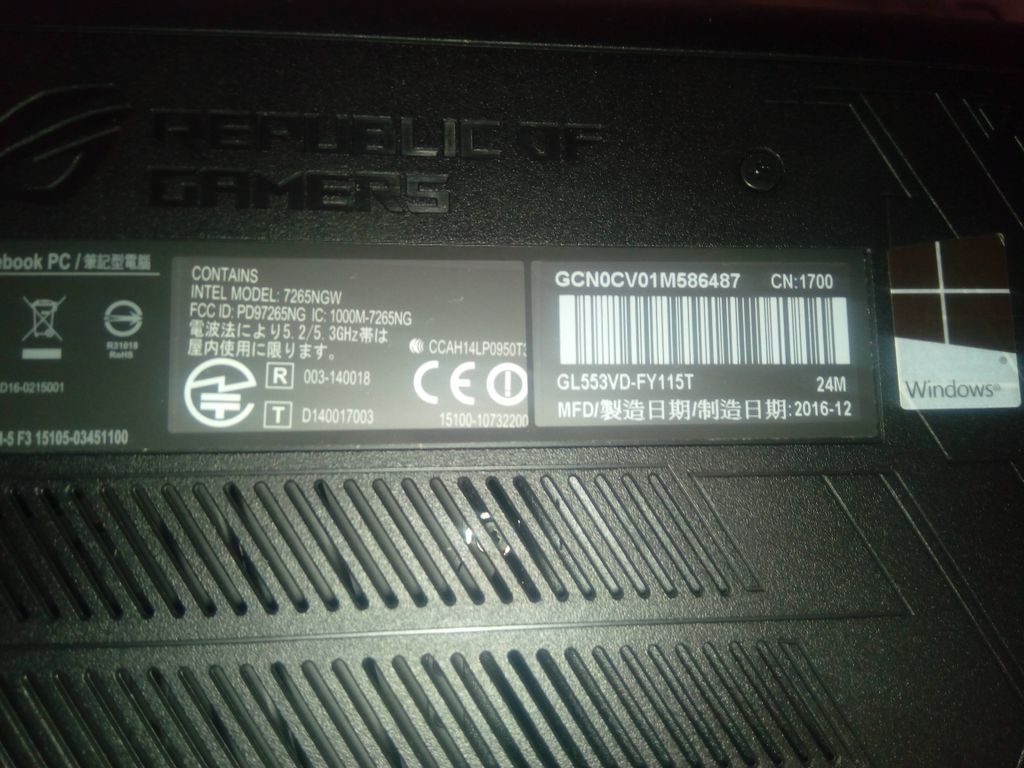 REPUBLIC OF
GAMERS
ebook PC / 筆記型電腦
R31018
RoHS
D16-0215001
-5 F3 15105-03451100
CONTAINS
INTEL MODEL: 7265NGW
FCC ID: PD97265NG IC: 1000M-7265NG
電波法により5.2/5.3GHz帯は
屋内使用に限ります。
CCAH14LP0950T3
R 003-140018
CE
T D140017003
15100-10732200
GCN0CV01M586487 CN:1700
GL553VD-FY115T 24M
MFD/製造日期/制造日期: 2016-12
Windows®